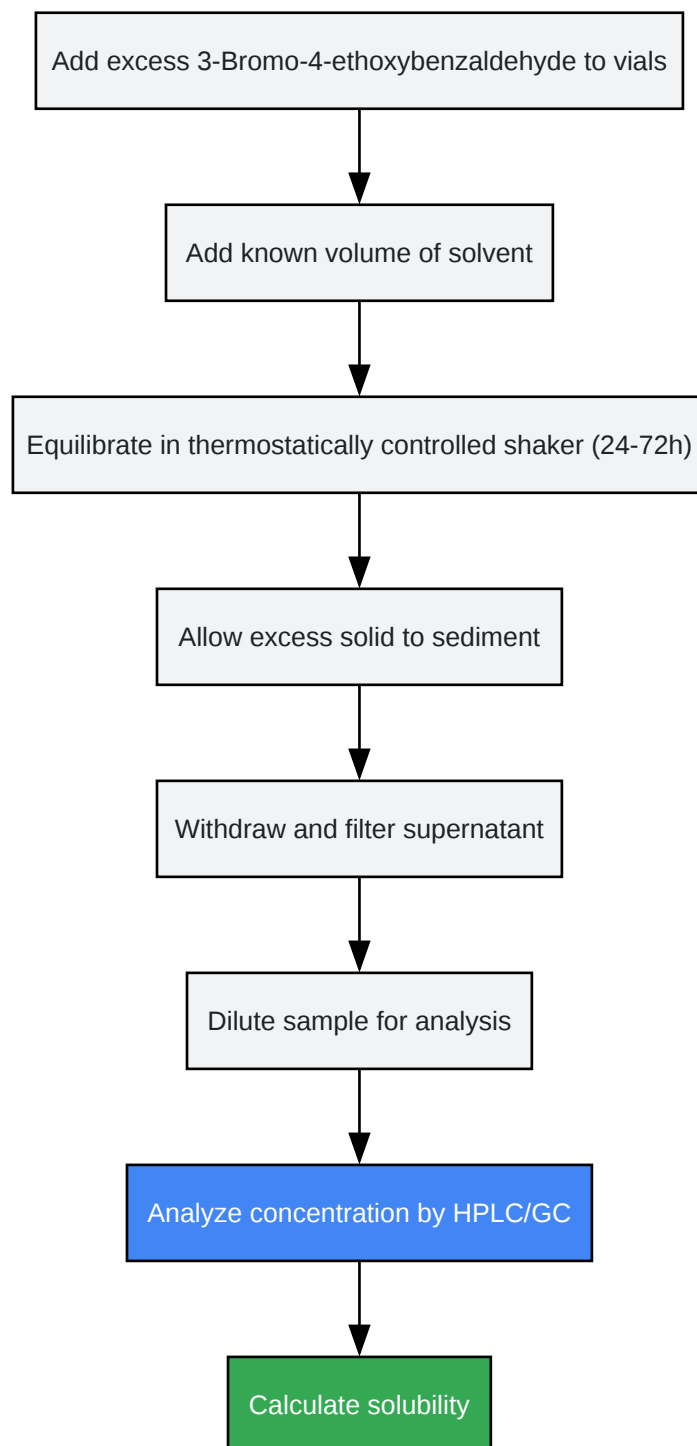 Add excess 3-Bromo-4-ethoxybenzaldehyde to vials
Add known volume of solvent
Equilibrate in thermostatically controlled shaker (24-72h)
Allow excess solid to sediment
Withdraw and filter supernatant
Dilute sample for analysis
Analyze concentration by HPLC/GC
Calculate solubility